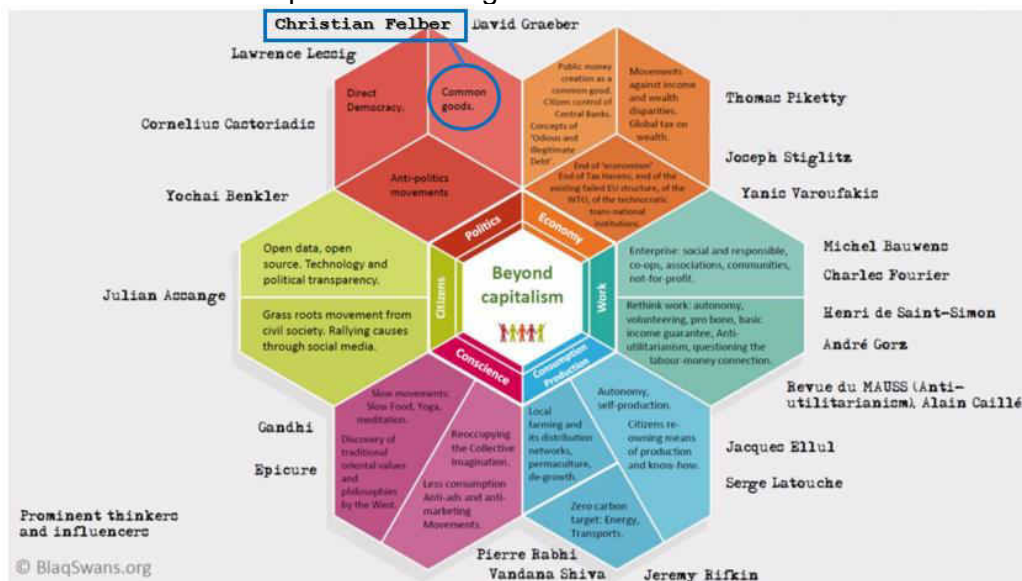 Christian Felber
David Graeber
Lawrence Lessig
Cornelius Castoriadis
Yochai Benkler
Julian Assange
Gandhi
Epicure
Prominent thinkers
and influencers
© BlaqSwans.org
Direct
Democracy.
Common
goods.
Anti-politics
movements
Politics
Public money
creation as a
common good.
Citizen control of
Central Banks.
Concepts of
'Odious and
Illegitimate
Debt'.
Movements
against income
and wealth
disparities.
Global tax on
wealth.
End of 'economism'
End of Tax Havens, end of the
existing failed EU structure, of the
WTO, of the technocratic
trans-national
institutions.
Economy
Thomas Piketty
Joseph Stiglitz
Yanis Varoufakis
Open data, open
source. Technology and
political transparency.
Grass roots movement from
civil society. Rallying causes
through social media.
Citizens
Beyond
capitalism
Work
Enterprise: social and responsible,
co-ops, associations, communities,
not-for-profit.
Rethink work: autonomy,
volunteering, pro bono, basic
income guarantee, Anti-
utilitarianism, questioning the
labour-money connection.
Michel Bauwens
Charles Fourier
Henri de Saint-Simon
André Gorz
Revue du MAUSS (Anti-
utilitarianism), Alain Caillé
Conscience
Slow movements:
Slow Food, Yoga,
meditation.
Discovery of
traditional
oriental values
and
philosophies
by the West.
Reoccupying
the Collective
Imagination.
Less consumption
Anti-ads and anti-
marketing
Movements.
Consumption
Production
Local
farming and
its distribution
networks,
permaculture,
de-growth.
Autonomy,
self-production.
Citizens re-
owning means
of production
and know-how.
Zero carbon
target: Energy,
Transports.
Jacques Ellul
Serge Latouche
Pierre Rabhi
Vandana Shiva
Jeremy Rifkin